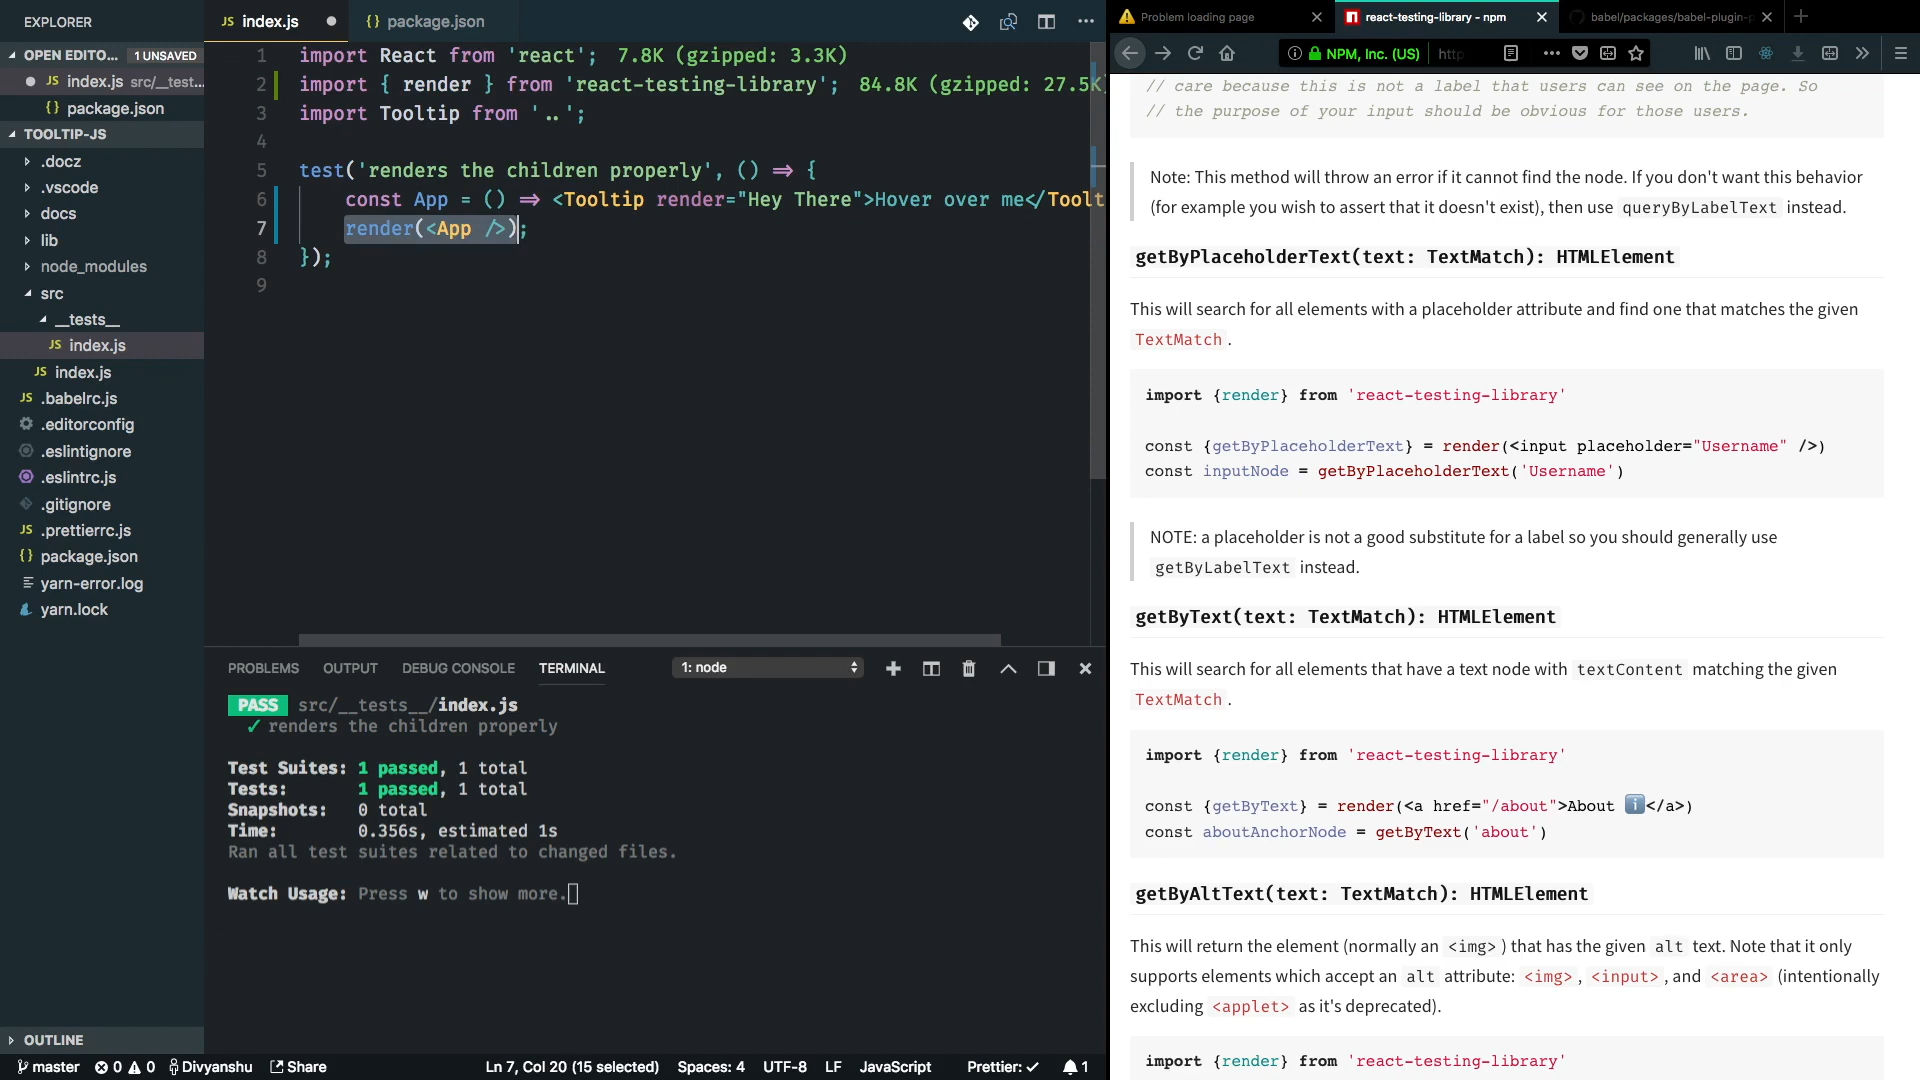 EXPLORER
OPEN EDITO... 1 UNSAVED
JS index.js src/__test...
{} package.json
TOOLTIP-JS
.docz
.vscode
docs
lib
node_modules
src
__tests__
JS index.js
JS index.js
JS .babelrc.js
.editorconfig
.eslintignore
.eslintrc.js
.gitignore
JS .prettierrc.js
{} package.json
yarn-error.log
yarn.lock
OUTLINE
JS index.js
{} package.json
1 import React from 'react'; 7.8K (gzipped: 3.3K)
2 import { render } from 'react-testing-library'; 84.8K (gzipped: 27.5K
3 import Tooltip from '..';
4
5 test('renders the children properly', () => {
6 const App = () => <Tooltip render="Hey There">Hover over me</Toolt
7 render(<App />);
8 });
9
PROBLEMS OUTPUT DEBUG CONSOLE TERMINAL 1: node
PASS src/__tests__/index.js
✓ renders the children properly
Test Suites: 1 passed, 1 total
Tests: 1 passed, 1 total
Snapshots: 0 total
Time: 0.356s, estimated 1s
Ran all test suites related to changed files.
Watch Usage: Press w to show more.
master 0 0 Divyanshu Share Ln 7, Col 20 (15 selected) Spaces: 4 UTF-8 LF JavaScript Prettier: ✓ 1
Problem loading page
react-testing-library - npm
babel/packages/babel-plugin-p
NPM, Inc. (US) http
// care because this is not a label that users can see on the page. So
// the purpose of your input should be obvious for those users.
Note: This method will throw an error if it cannot find the node. If you don't want this behavior
(for example you wish to assert that it doesn't exist), then use queryByLabelText instead.
getByPlaceholderText(text: TextMatch): HTMLElement
This will search for all elements with a placeholder attribute and find one that matches the given
TextMatch.
import {render} from 'react-testing-library'
const {getByPlaceholderText} = render(<input placeholder="Username" />)
const inputNode = getByPlaceholderText('Username')
NOTE: a placeholder is not a good substitute for a label so you should generally use
getByLabelText instead.
getByText(text: TextMatch): HTMLElement
This will search for all elements that have a text node with textContent matching the given
TextMatch.
import {render} from 'react-testing-library'
const {getByText} = render(<a href="/about">About ℹ️</a>)
const aboutAnchorNode = getByText('about')
getByAltText(text: TextMatch): HTMLElement
This will return the element (normally an <img>) that has the given alt text. Note that it only
supports elements which accept an alt attribute: <img>, <input>, and <area> (intentionally
excluding <applet> as it's deprecated).
import {render} from 'react-testing-library'